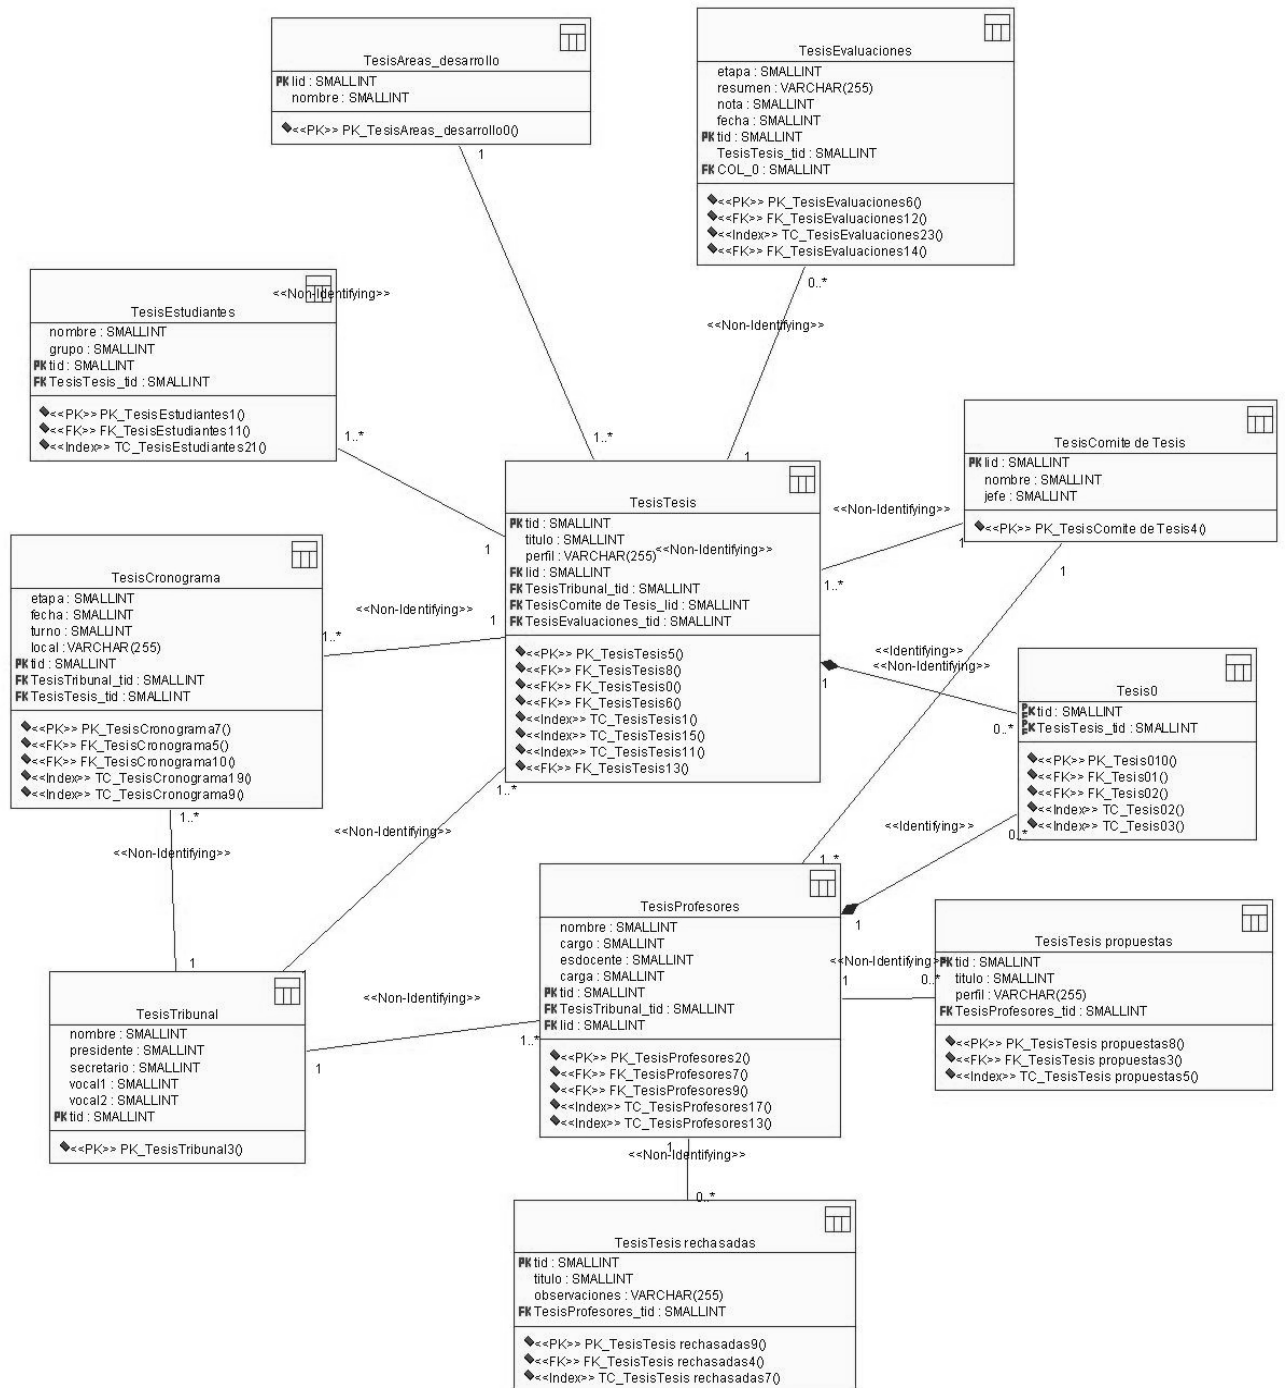 TesisAreas_desarrollo
PK lid : SMALLINT
nombre : SMALLINT
<<PK>> PK_TesisAreas_desarrollo0()
1
TesisEvaluaciones
etapa : SMALLINT
resumen : VARCHAR(255)
nota : SMALLINT
fecha : SMALLINT
PK tid : SMALLINT
TesisTesis_tid : SMALLINT
FK COL_0 : SMALLINT
<<PK>> PK_TesisEvaluaciones6()
<<FK>> FK_TesisEvaluaciones12()
<<Index>> TC_TesisEvaluaciones23()
<<FK>> FK_TesisEvaluaciones14()
0..*
<<Non-Identifying>>
<<Non-Identifying>>
TesisEstudiantes
nombre : SMALLINT
grupo : SMALLINT
PK tid : SMALLINT
FK TesisTesis_tid : SMALLINT
<<PK>> PK_TesisEstudiantes1()
<<FK>> FK_TesisEstudiantes11()
<<Index>> TC_TesisEstudiantes21()
1..*
1..*
1
TesisComite de Tesis
PK lid : SMALLINT
nombre : SMALLINT
jefe : SMALLINT
<<PK>> PK_TesisComite de Tesis4()
1
1
TesisTesis
PK tid : SMALLINT
titulo : SMALLINT
perfil : VARCHAR(255)
FK lid : SMALLINT
FK TesisTribunal_tid : SMALLINT
FK TesisComite de Tesis_lid : SMALLINT
FK TesisEvaluaciones_tid : SMALLINT
<<PK>> PK_TesisTesis5()
<<FK>> FK_TesisTesis8()
<<FK>> FK_TesisTesis0()
<<FK>> FK_TesisTesis6()
<<Index>> TC_TesisTesis1()
<<Index>> TC_TesisTesis15()
<<Index>> TC_TesisTesis11()
<<FK>> FK_TesisTesis13()
<<Non-Identifying>>
<<Non-Identifying>>
1
1..*
TesisCronograma
etapa : SMALLINT
fecha : SMALLINT
turno : SMALLINT
local : VARCHAR(255)
PK tid : SMALLINT
FK TesisTribunal_tid : SMALLINT
FK TesisTesis_tid : SMALLINT
<<PK>> PK_TesisCronograma7()
<<FK>> FK_TesisCronograma5()
<<FK>> FK_TesisCronograma10()
<<Index>> TC_TesisCronograma19()
<<Index>> TC_TesisCronograma9()
<<Non-Identifying>>
1
1..*
<<Identifying>>
<<Non-Identifying>>
1
0..*
Tesis0
tid : SMALLINT
TesisTesis_tid : SMALLINT
<<PK>> PK_Tesis010()
<<FK>> FK_Tesis01()
<<FK>> FK_Tesis02()
<<Index>> TC_Tesis02()
<<Index>> TC_Tesis03()
1..*
1..*
<<Non-Identifying>>
<<Non-Identifying>>
<<Identifying>>
0..*
1..*
TesisProfesores
nombre : SMALLINT
cargo : SMALLINT
esdocente : SMALLINT
carga : SMALLINT
PK tid : SMALLINT
FK TesisTribunal_tid : SMALLINT
FK lid : SMALLINT
<<PK>> PK_TesisProfesores2()
<<FK>> FK_TesisProfesores7()
<<FK>> FK_TesisProfesores9()
<<Index>> TC_TesisProfesores17()
<<Index>> TC_TesisProfesores13()
1
<<Non-Identifying>>
1
0..*
TesisTesis propuestas
PK tid : SMALLINT
titulo : SMALLINT
perfil : VARCHAR(255)
FK TesisProfesores_tid : SMALLINT
<<PK>> PK_TesisTesis propuestas8()
<<FK>> FK_TesisTesis propuestas3()
<<Index>> TC_TesisTesis propuestas5()
1
TesisTribunal
nombre : SMALLINT
presidente : SMALLINT
secretario : SMALLINT
vocal1 : SMALLINT
vocal2 : SMALLINT
PK tid : SMALLINT
<<PK>> PK_TesisTribunal3()
<<Non-Identifying>>
1
1..*
1
<<Non-Identifying>>
0..*
TesisTesis rechasadas
PK tid : SMALLINT
titulo : SMALLINT
observaciones : VARCHAR(255)
FK TesisProfesores_tid : SMALLINT
<<PK>> PK_TesisTesis rechasadas9()
<<FK>> FK_TesisTesis rechasadas4()
<<Index>> TC_TesisTesis rechasadas7()